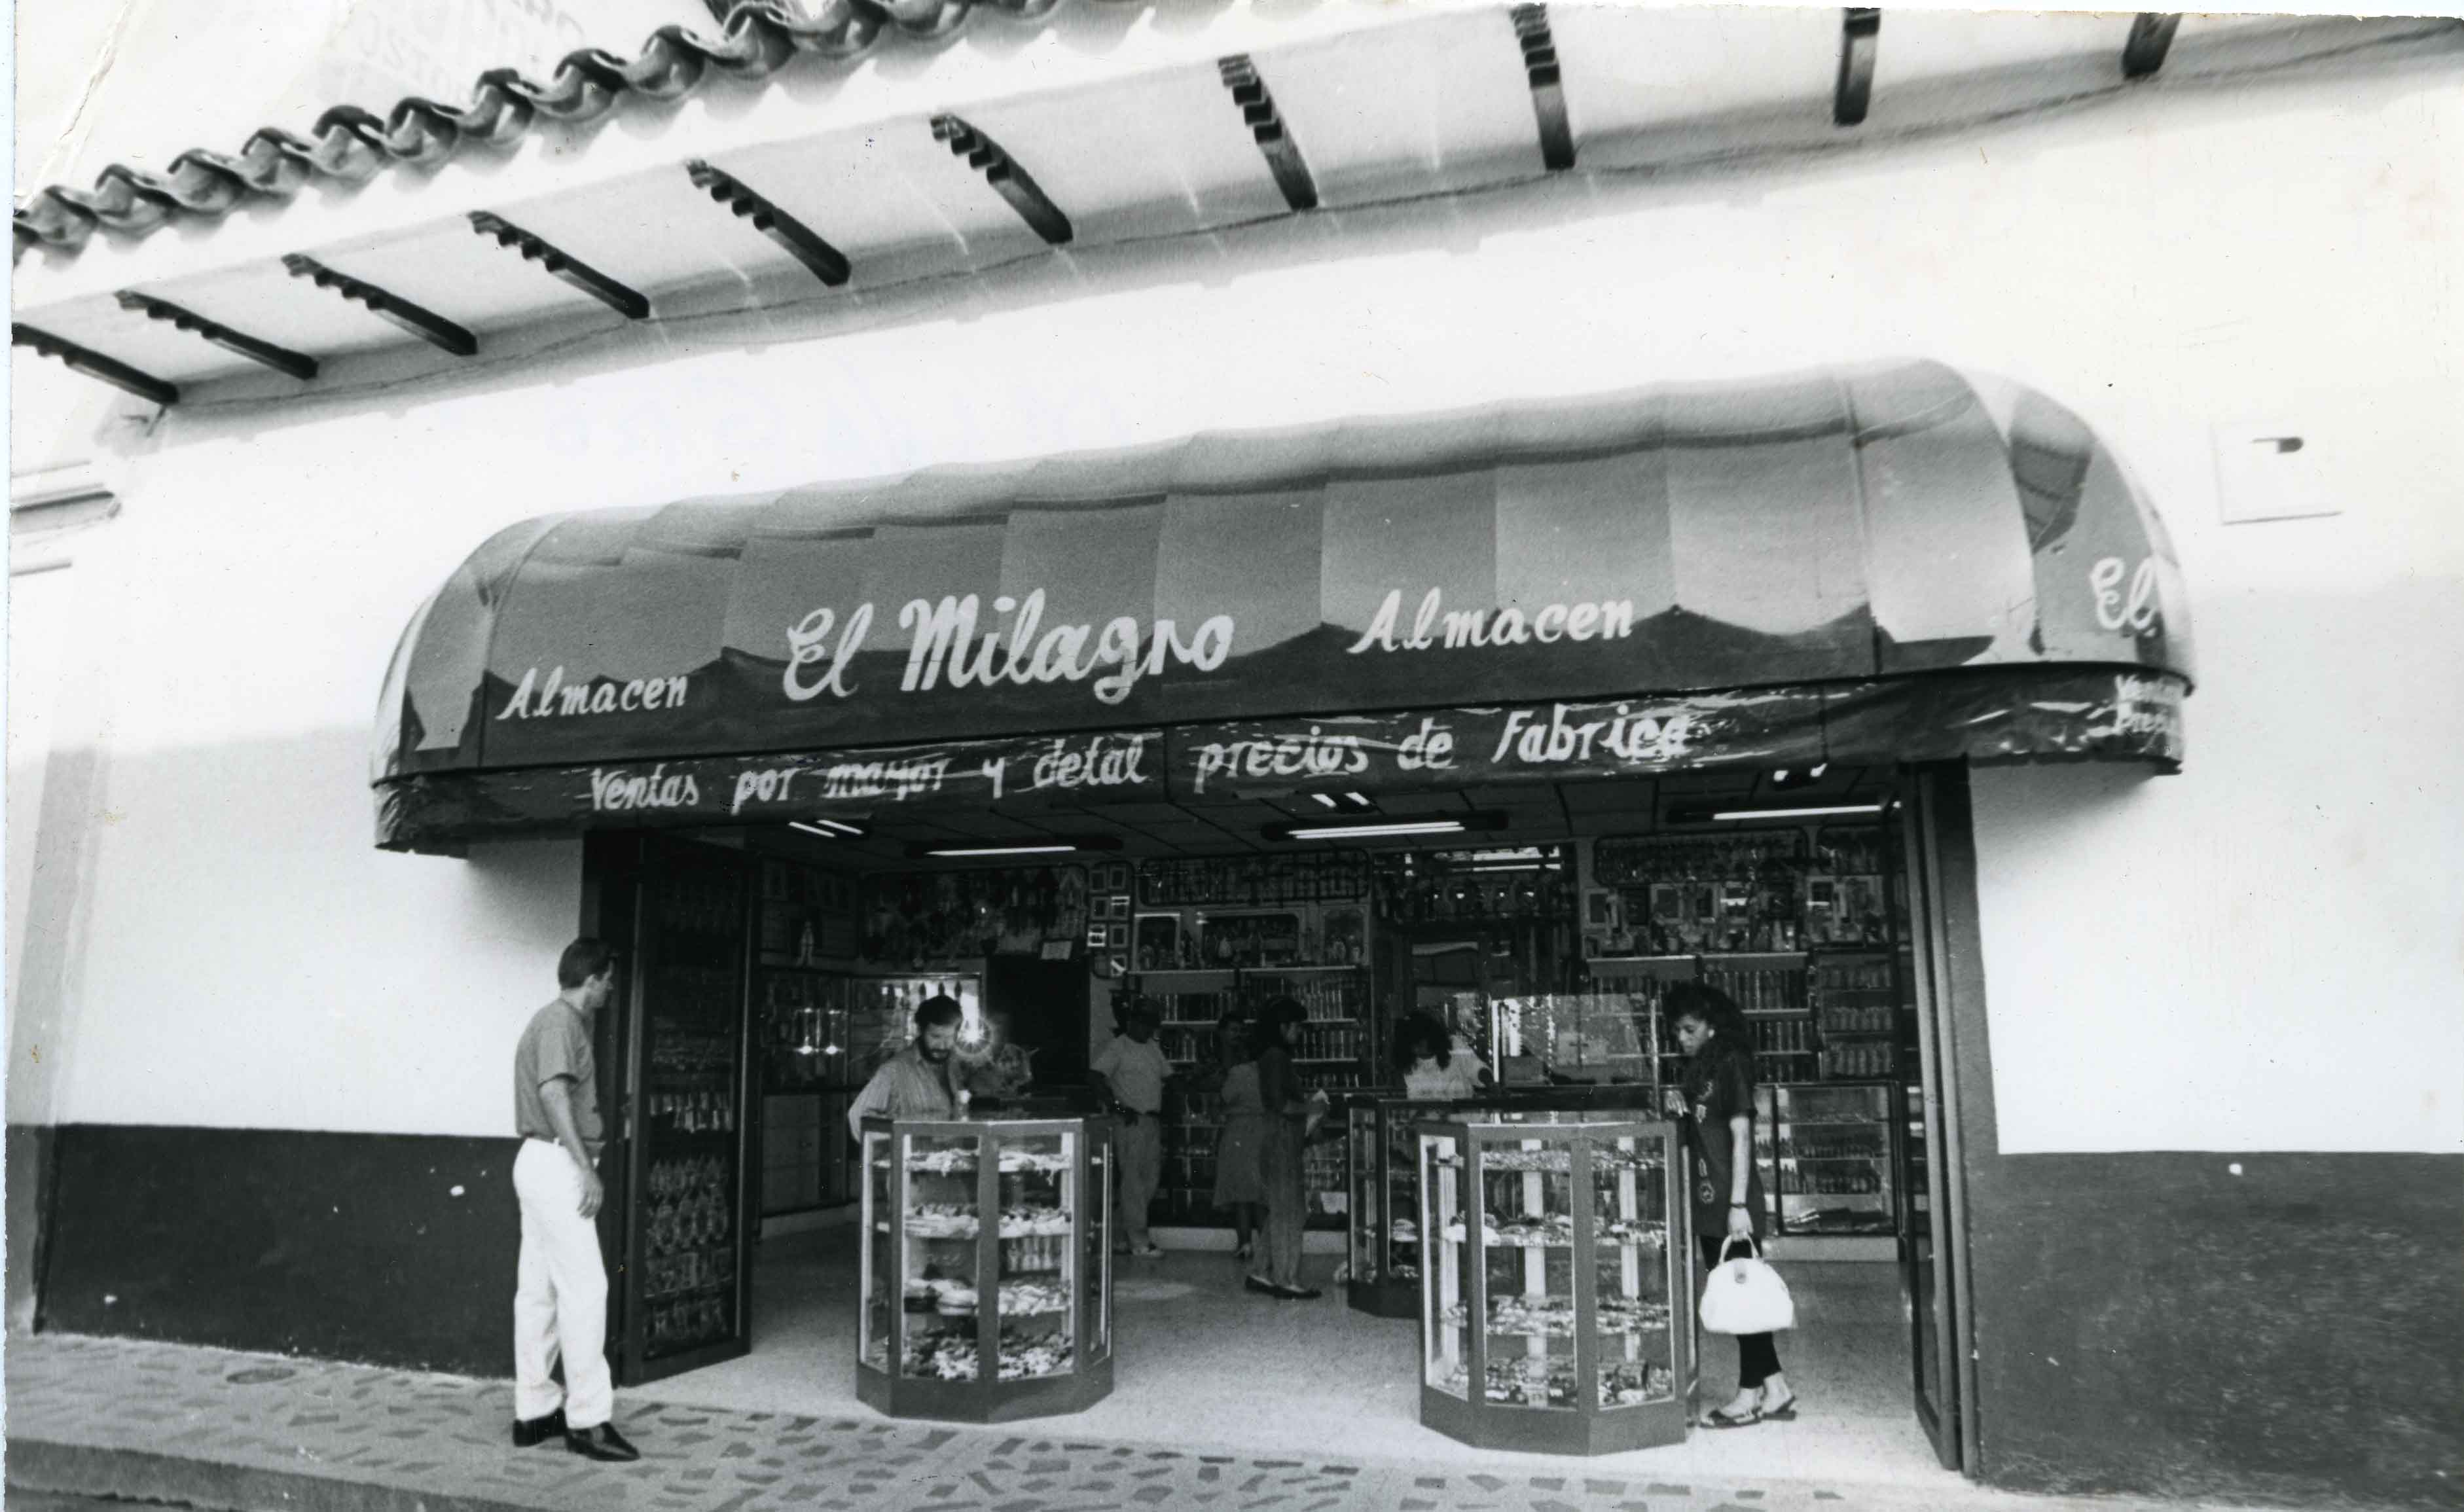 Almacen El Milagro Almacen
Ventas por mayor y detal precios de Fabrica
El